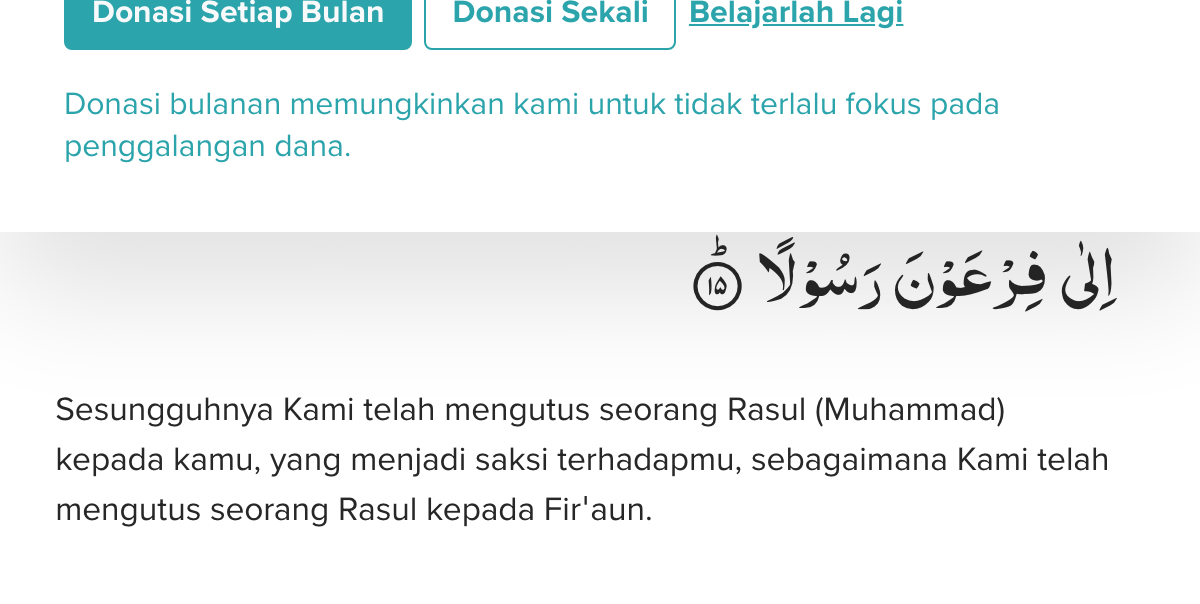 Donasi Setiap Bulan Donasi Sekali Belajarlah Lagi
Donasi bulanan memungkinkan kami untuk tidak terlalu fokus pada
penggalangan dana.
اِلٰى فِرْعَوْنَ رَسُوْلًا ۝١٥ؕ
Sesungguhnya Kami telah mengutus seorang Rasul (Muhammad)
kepada kamu, yang menjadi saksi terhadapmu, sebagaimana Kami telah
mengutus seorang Rasul kepada Fir'aun.